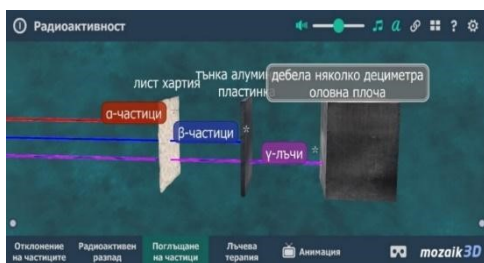 Радиоактивност
a ?
лист хартия
тънка алуми
пластинка
дебела няколко дециметра
оловна плоча
α-частици
β-частици
γ-лъчи
Отклонение
на частиците
Радиоактивен
разпад
Поглъщане
на частици
Лъчева
терапия
Анимация
mozaik3D